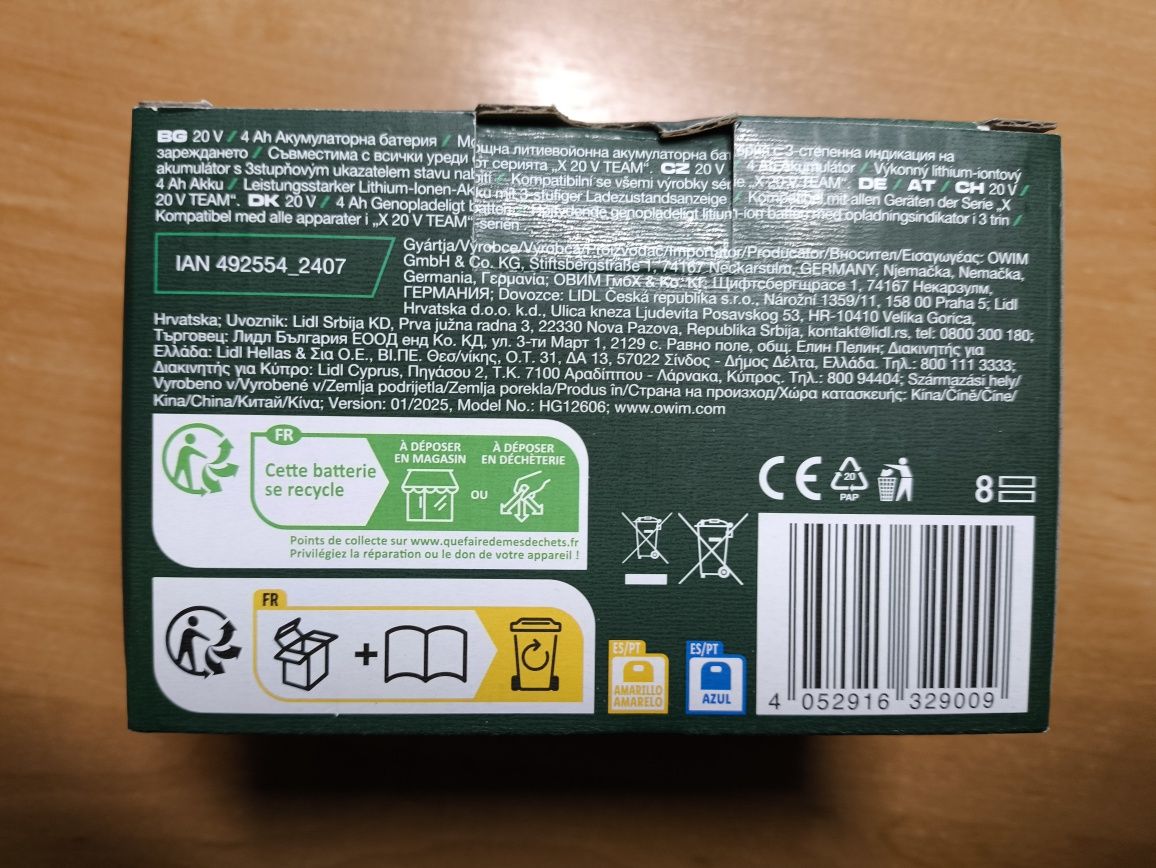 BG 20 V / 4 Ah Акумулаторна батерия / Мощна литиевойонна акумулаторна батерия с 3-степенна индикация на
зареждането / Съвместима с всички уреди от серията „X 20 V TEAM“. CZ 20 V / 4 Ah Akumulátor / Výkonný lithium-iontový
akumulátor s 3stupňovým ukazatelem stavu nabití / Kompatibilní se všemi výrobky série „X 20 V TEAM“. DE / AT / CH 20 V /
4 Ah Akku / Leistungsstarker Lithium-Ionen-Akku mit 3-stufiger Ladezustandsanzeige / Kompatibel mit allen Geräten der Serie „X
20 V TEAM“. DK 20 V / 4 Ah Genopladeligt batteri / genopladeligt litium-ion batteri med opladningsindikator i 3 trin /
Kompatibel med alle apparater i „X 20 V TEAM“-serien
IAN 492554_2407
Gyártja/Výrobce/Výrobca/Proizvođač/Importator/Producător/Вносител/Εισαγωγέας: OWIM
GmbH & Co. KG, Stiftsbergstraße 1, 74167 Neckarsulm, GERMANY, Njemačka, Nemačka,
Germania, Γερμανία; ОВИМ ГмбХ & Ко. КГ, Щифтсбергщрасе 1, 74167 Некарзулм,
ГЕРМАНИЯ; Dovozce: LIDL Česká republika s.r.o., Nárožní 1359/11, 158 00 Praha 5; Lidl
Hrvatska d.o.o. k.d., Ulica kneza Ljudevita Posavskog 53, HR-10410 Velika Gorica,
Hrvatska; Uvoznik: Lidl Srbija KD, Prva južna radna 3, 22330 Nova Pazova, Republika Srbija, kontakt@lidl.rs, tel: 0800 300 180;
Търговец: Лидл България ЕООД енд Ко. КД, ул. 3-ти Март 1, 2129 с. Равно поле, общ. Елин Пелин; Διακινητής για
Ελλάδα: Lidl Hellas & Σια Ο.Ε., ΒΙ.ΠΕ. Θεσ/νίκης, Ο.Τ. 31, ΔΑ 13, 57022 Σίνδος - Δήμος Δέλτα, Ελλάδα. Τηλ.: 800 111 3333;
Διακινητής για Κύπρο: Lidl Cyprus, Πηγάσου 2, Τ.Κ. 7100 Αραδίππου - Λάρνακα, Κύπρος. Τηλ.: 800 94404; Származási hely/
Vyrobeno v/Vyrobené v/Zemlja podrijetla/Zemlja porekla/Produs în/Страна на произход/Χώρα κατασκευής: Kína/Čině/Číne/
Kina/China/Китай/Κίνα; Version: 01/2025, Model No.: HG12606; www.owim.com
FR
À DÉPOSER
EN MAGASIN
À DÉPOSER
EN DÉCHÈTERIE
Cette batterie
se recycle
OU
Points de collecte sur www.quefairedemesdechets.fr
Privilégiez la réparation ou le don de votre appareil !
CE
20
PAP
8
FR
+
ES/PT
AMARILLO
AMARELO
ES/PT
AZUL
4 052916 329009